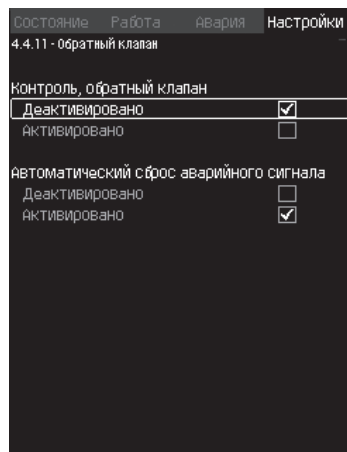 Состояние Работа Авария Настройки
4.4.11 - Обратный клапан
Контроль, обратный клапан
Деактивировано
Активировано
Автоматический сброс аварийного сигнала
Деактивировано
Активировано